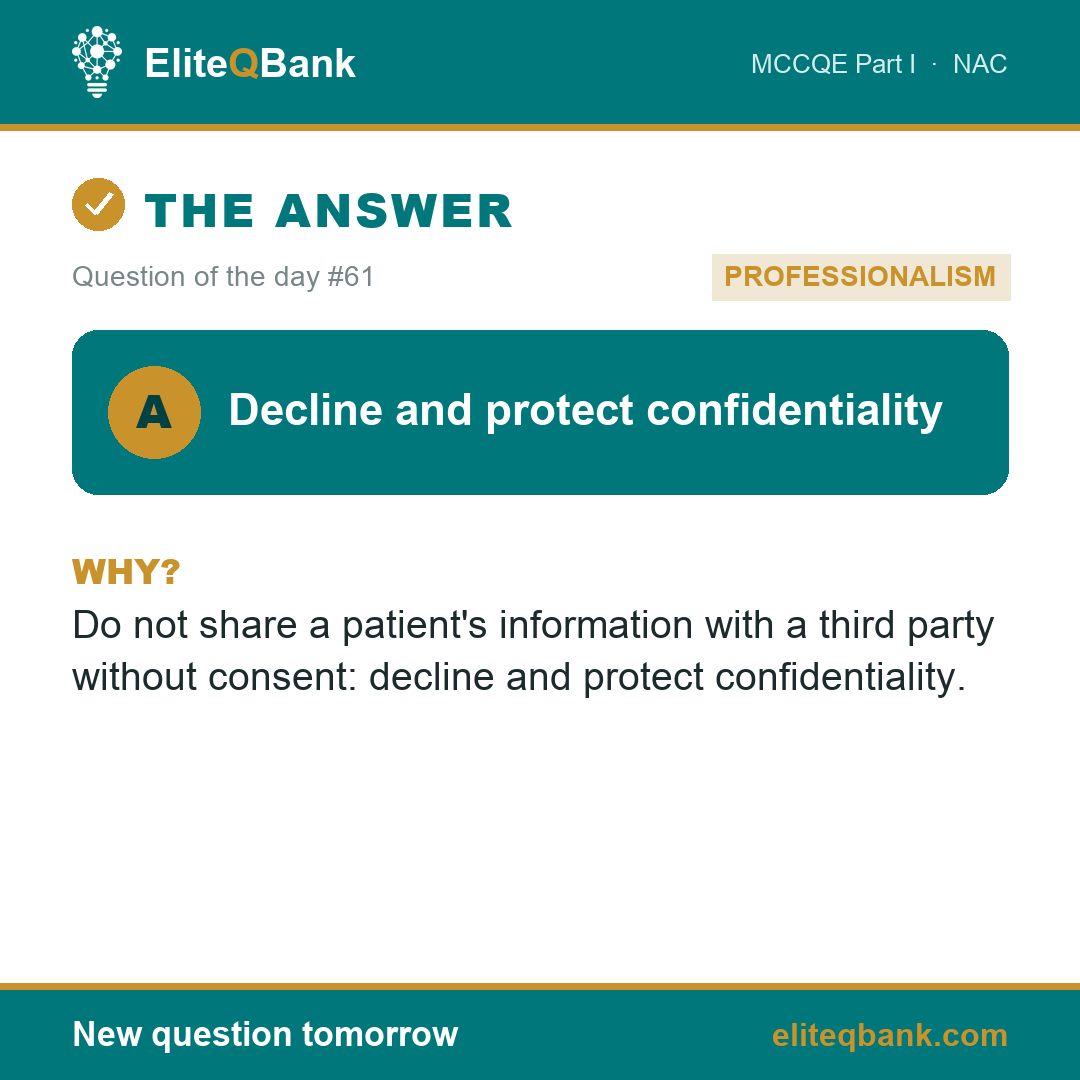 EliteQBank
MCCQE Part I · NAC
THE ANSWER
Question of the day #61
PROFESSIONALISM
A
Decline and protect confidentiality
WHY?
Do not share a patient's information with a third party
without consent: decline and protect confidentiality.
New question tomorrow
eliteqbank.com